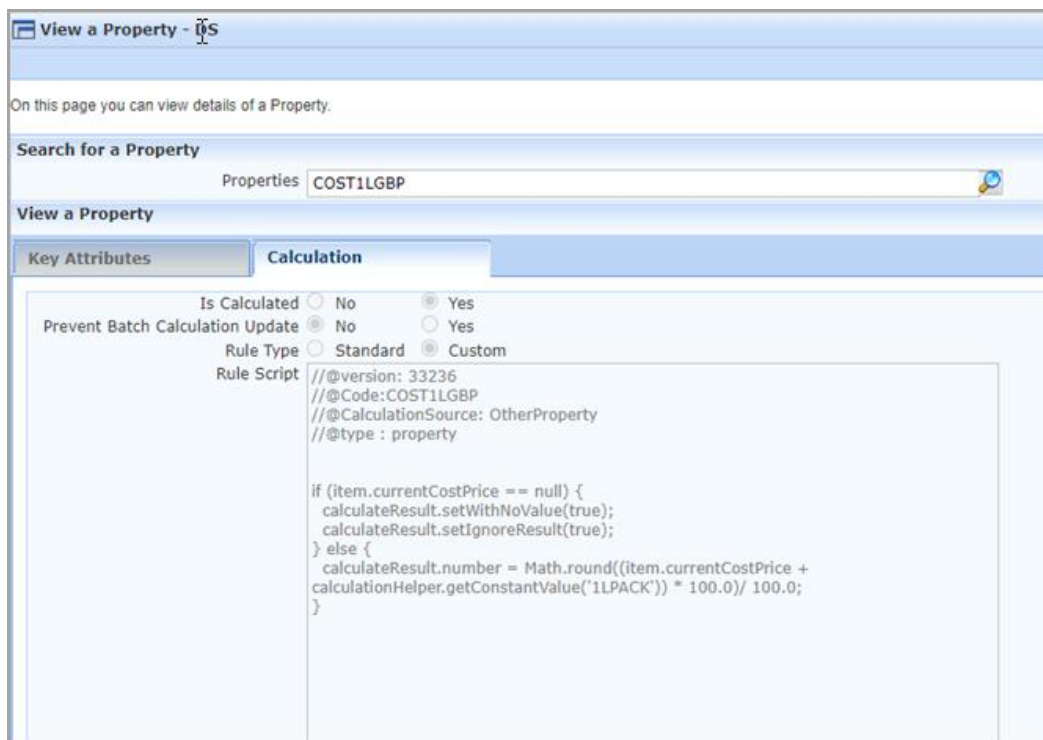 View a Property - DS
On this page you can view details of a Property.
Search for a Property
Properties COST1LGBP
View a Property
Key Attributes Calculation
Is Calculated No Yes
Prevent Batch Calculation Update No Yes
Rule Type Standard Custom
Rule Script //@version: 33236
//@Code:COST1LGBP
//@CalculationSource: OtherProperty
//@type : property
if (item.currentCostPrice == null) {
calculateResult.setWithNoValue(true);
calculateResult.setIgnoreResult(true);
} else {
calculateResult.number = Math.round((item.currentCostPrice +
calculationHelper.getConstantValue('1LPACK')) * 100.0)/ 100.0;
}